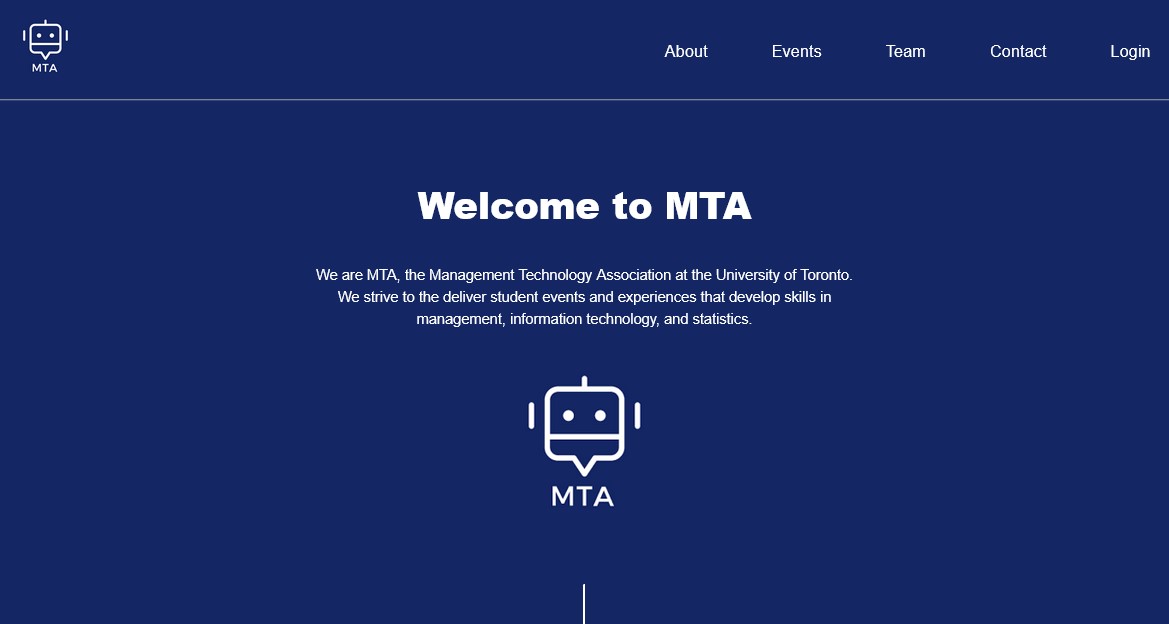 MTA
About Events Team Contact Login
Welcome to MTA
We are MTA, the Management Technology Association at the University of Toronto.
We strive to the deliver student events and experiences that develop skills in
management, information technology, and statistics.
MTA